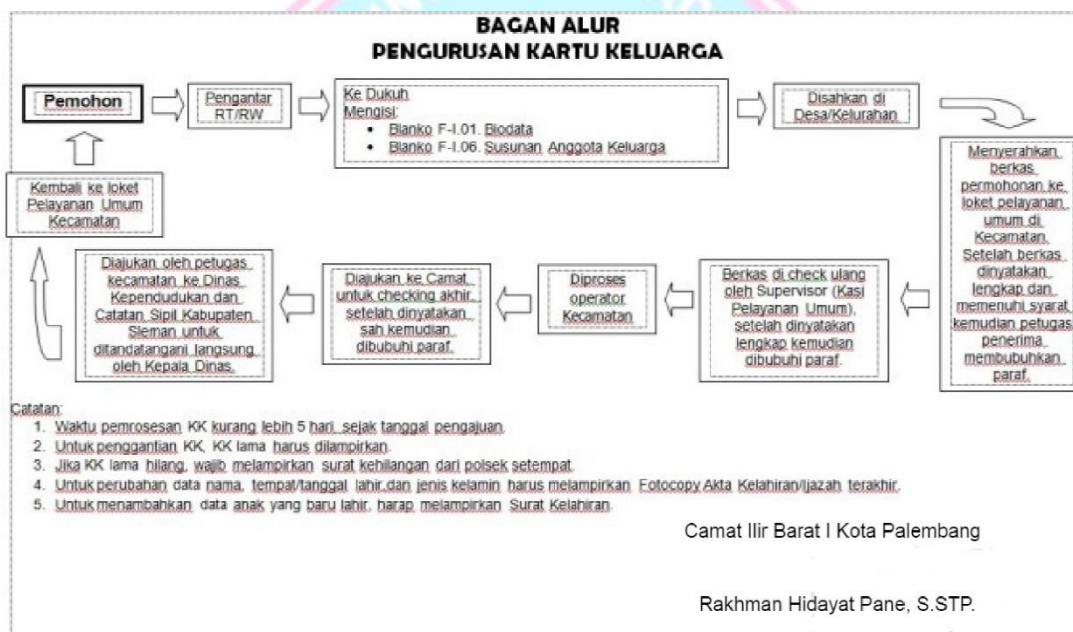 BAGAN ALUR
PENGURUSAN KARTU KELUARGA
Pemohon
Pengantar
RT/RW
Ke Dukuh
Mengisi:
• Blanko F-I.01. Biodata
• Blanko F-I.06. Susunan Anggota Keluarga
Disahkan di
Desa/Kelurahan
Menyerahkan
berkas
permohonan ke
loket pelayanan
umum di
Kecamatan.
Setelah berkas
dinyatakan
lengkap dan
memenuhi syarat
kemudian petugas
penerima
membubuhkan
paraf.
Berkas di check ulang
oleh Supervisor (Kasi
Pelayanan Umum),
setelah dinyatakan
lengkap kemudian
dibubuhi paraf.
Diproses
operator
Kecamatan
Diajukan ke Camat
untuk checking akhir,
setelah dinyatakan
sah kemudian
dibubuhi paraf.
Diajukan oleh petugas
kecamatan ke Dinas
Kependudukan dan
Catatan Sipil Kabupaten
Sleman untuk
ditandatangani langsung
oleh Kepala Dinas.
Kembali ke loket
Pelayanan Umum
Kecamatan
Catatan:
1. Waktu pemrosesan KK kurang lebih 5 hari sejak tanggal pengajuan.
2. Untuk penggantian KK, KK lama harus dilampirkan.
3. Jika KK lama hilang, wajib melampirkan surat kehilangan dari polsek setempat.
4. Untuk perubahan data nama, tempat/tanggal lahir,dan jenis kelamin harus melampirkan Fotocopy Akta Kelahiran/Ijazah terakhir.
5. Untuk menambahkan data anak yang baru lahir, harap melampirkan Surat Kelahiran.
Camat Ilir Barat I Kota Palembang
Rakhman Hidayat Pane, S.STP.